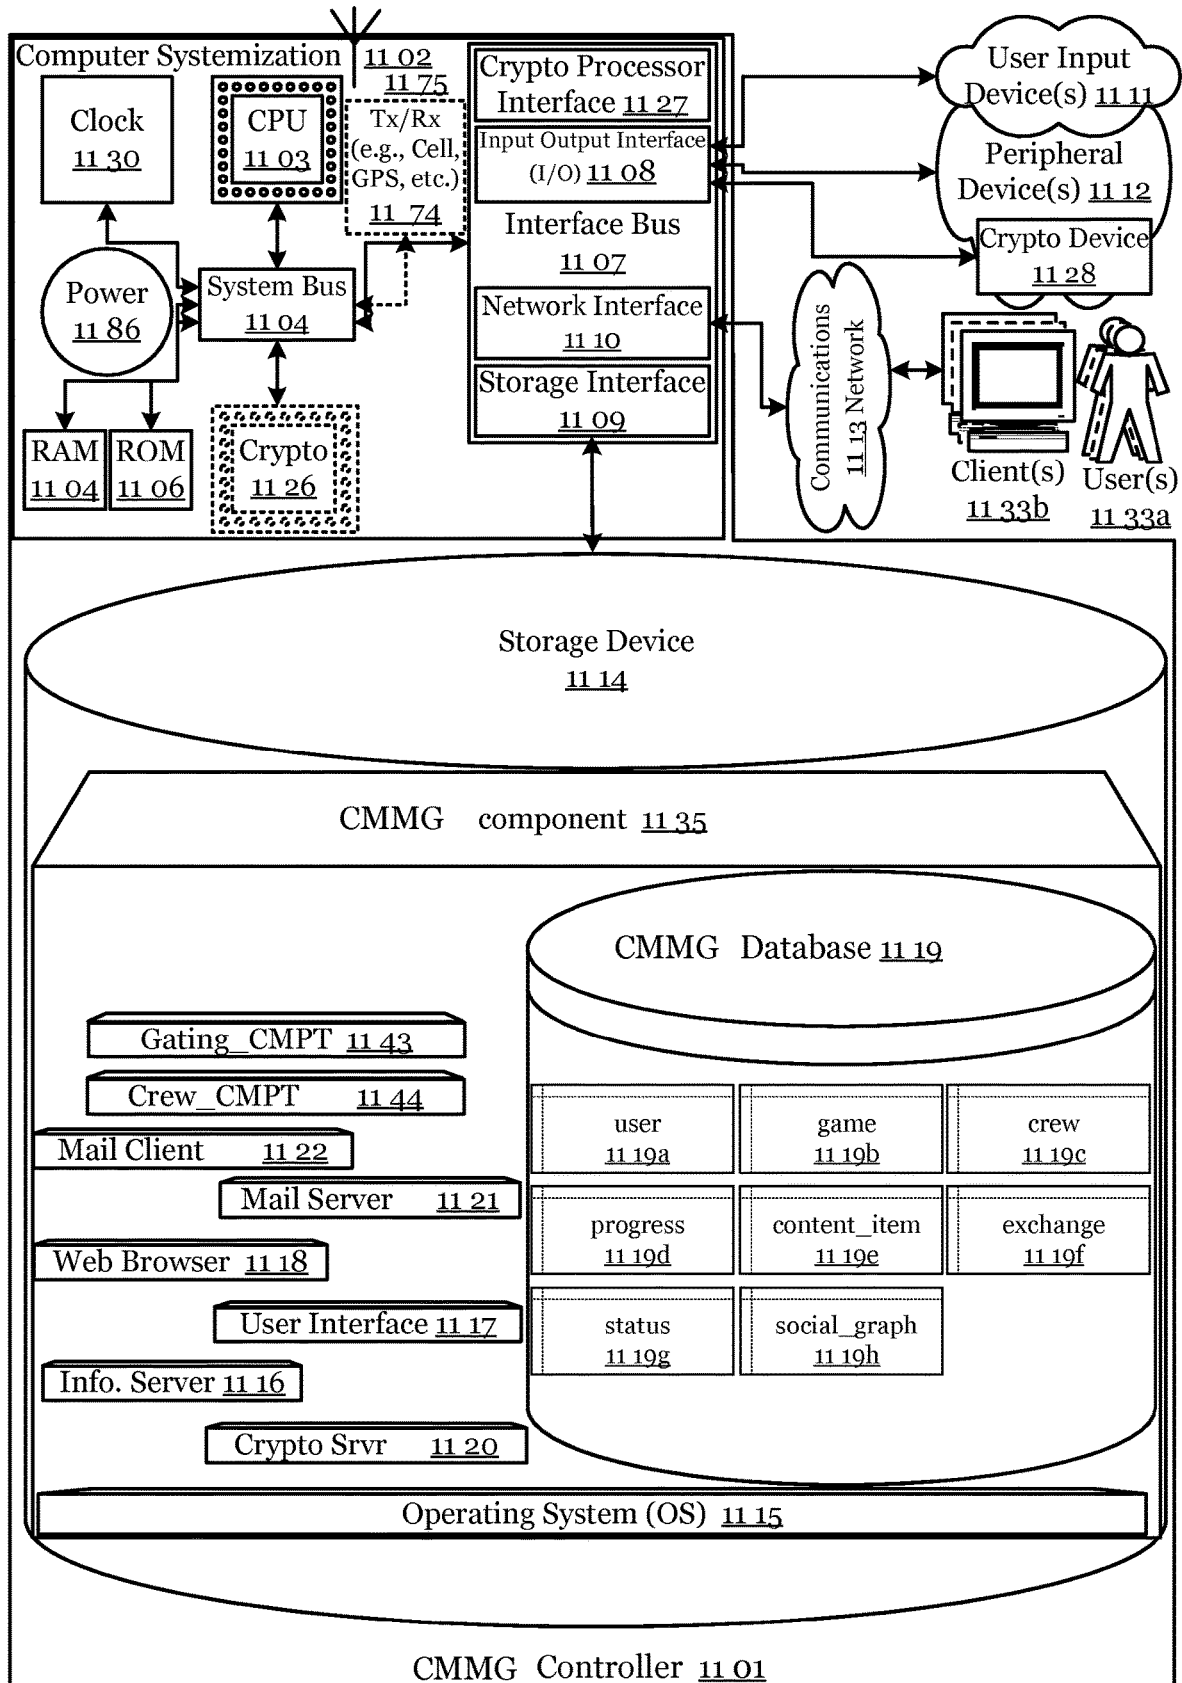 Computer Systemization 11 02
11 75
Clock
11 30
CPU
11 03
Tx/Rx
(e.g., Cell,
GPS, etc.)
11 74
Crypto Processor
Interface 11 27
Input Output Interface
(I/O) 11 08
Interface Bus
11 07
Network Interface
11 10
Storage Interface
11 09
Power
11 86
System Bus
11 04
RAM
11 04
ROM
11 06
Crypto
11 26
User Input
Device(s) 11 11
Peripheral
Device(s) 11 12
Crypto Device
11 28
Communications
11 13 Network
Client(s)
11 33b
User(s)
11 33a
Storage Device
11 14
CMMG component 11 35
CMMG Database 11 19
Gating_CMPT 11 43
Crew_CMPT 11 44
Mail Client 11 22
Mail Server 11 21
Web Browser 11 18
User Interface 11 17
Info. Server 11 16
Crypto Srvr 11 20
user
11 19a
game
11 19b
crew
11 19c
progress
11 19d
content_item
11 19e
exchange
11 19f
status
11 19g
social_graph
11 19h
Operating System (OS) 11 15
CMMG Controller 11 01